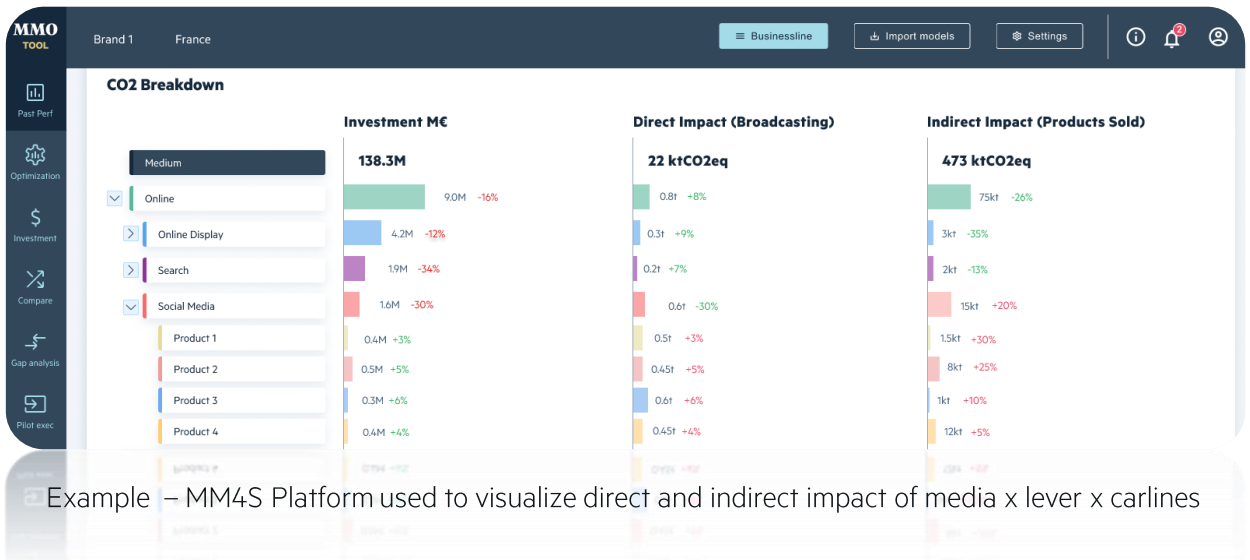 MMO
TOOL
Brand 1 France
Businessline
Import models
Settings
2
Past Perf
Optimization
Investment
Compare
Gap analysis
Pilot exec
CO2 Breakdown
Investment M€ Direct Impact (Broadcasting) Indirect Impact (Products Sold)
Medium 138.3M 22 ktCO2eq 473 ktCO2eq
Online 9.0M -16% 0.8t +8% 75kt -26%
Online Display 4.2M -12% 0.3t +9% 3kt -35%
Search 1.9M -34% 0.2t +7% 2kt -13%
Social Media 1.6M -30% 0.6t -30% 15kt +20%
Product 1 0.4M +3% 0.5t +3% 1.5kt +30%
Product 2 0.5M +5% 0.45t +5% 8kt +25%
Product 3 0.3M +6% 0.6t +6% 1kt +10%
Product 4 0.4M +4% 0.45t +4% 12kt +5%
Example – MM4S Platform used to visualize direct and indirect impact of media x lever x carlines